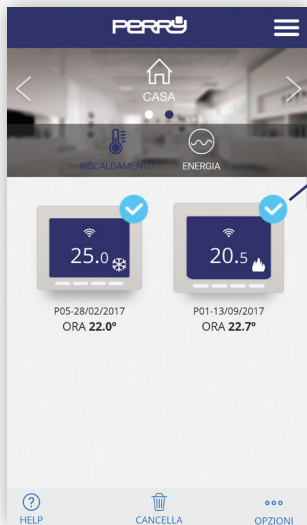 PERRY
CASA
RISCALDAMENTO
ENERGIA
25.0
20.5
P05-28/02/2017
P01-13/09/2017
ORA 22.0°
ORA 22.7°
?
HELP
CANCELLA
OPZIONI